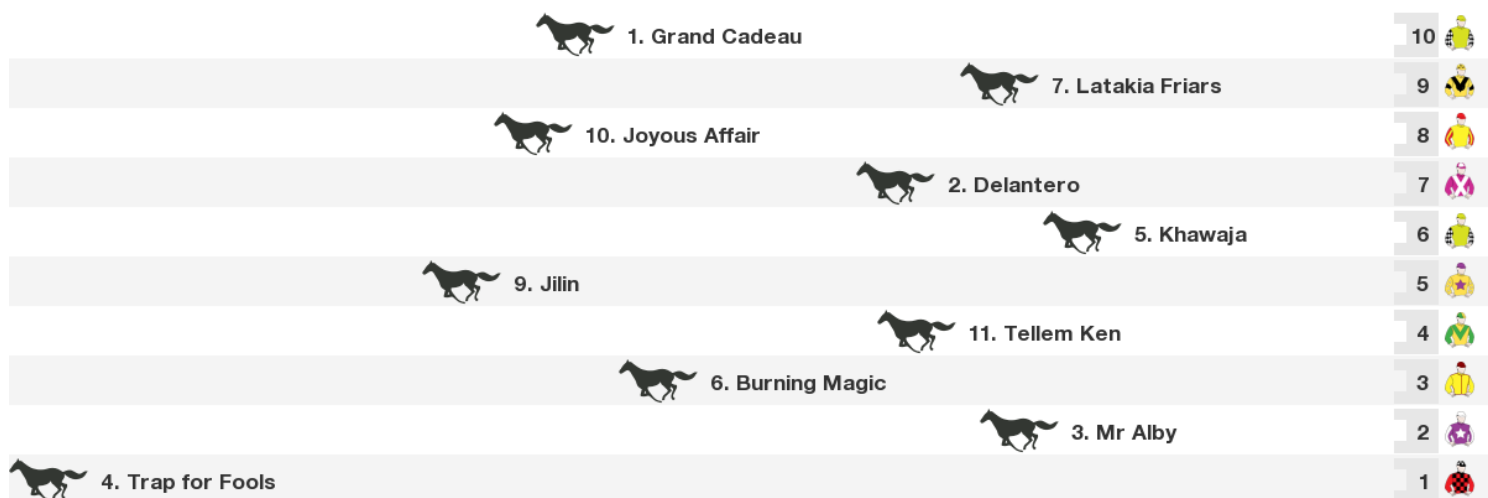 1. Grand Cadeau 10
7. Latakia Friars 9
10. Joyous Affair 8
2. Delantero 7
5. Khawaja 6
9. Jilin 5
11. Tellem Ken 4
6. Burning Magic 3
3. Mr Alby 2
4. Trap for Fools 1